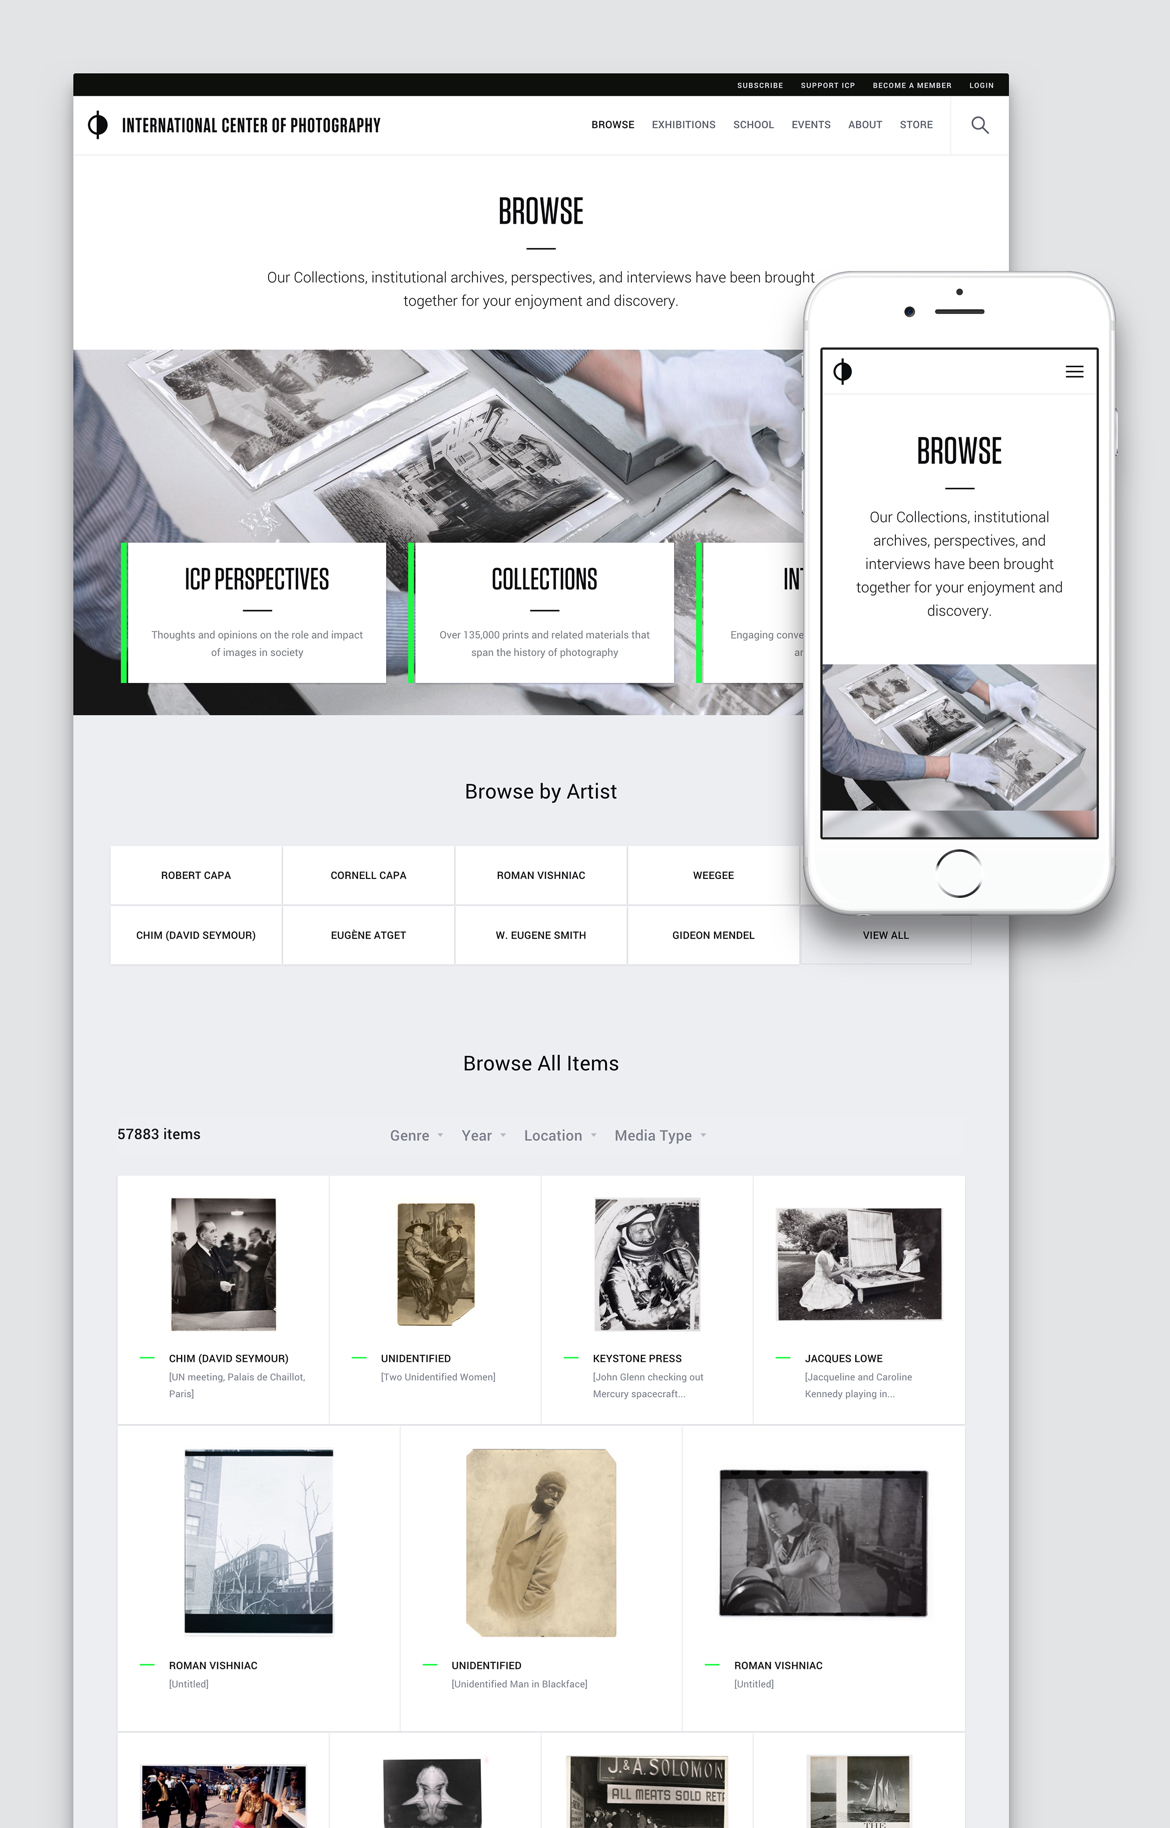 SUBSCRIBE SUPPORT ICP BECOME A MEMBER LOGIN
INTERNATIONAL CENTER OF PHOTOGRAPHY
BROWSE EXHIBITIONS SCHOOL EVENTS ABOUT STORE
BROWSE
Our Collections, institutional archives, perspectives, and interviews have been brought
together for your enjoyment and discovery.
ICP PERSPECTIVES
Thoughts and opinions on the role and impact
of images in society
COLLECTIONS
Over 135,000 prints and related materials that
span the history of photography
INT
Engaging conve
ar
BROWSE
Our Collections, institutional
archives, perspectives, and
interviews have been brought
together for your enjoyment and
discovery.
Browse by Artist
ROBERT CAPA CORNELL CAPA ROMAN VISHNIAC WEEGEE
CHIM (DAVID SEYMOUR) EUGÈNE ATGET W. EUGENE SMITH GIDEON MENDEL VIEW ALL
Browse All Items
57883 items
Genre Year Location Media Type
CHIM (DAVID SEYMOUR)
[UN meeting, Palais de Chaillot,
Paris]
UNIDENTIFIED
[Two Unidentified Women]
KEYSTONE PRESS
[John Glenn checking out
Mercury spacecraft...
JACQUES LOWE
[Jacqueline and Caroline
Kennedy playing in...
ROMAN VISHNIAC
[Untitled]
UNIDENTIFIED
[Unidentified Man in Blackface]
ROMAN VISHNIAC
[Untitled]
J. & A. SOLOMON
ALL MEATS SOLD RETA
THE